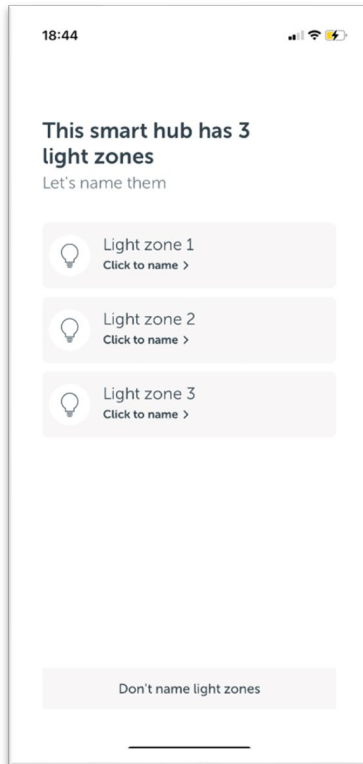 18:44
This smart hub has 3
light zones
Let's name them
Light zone 1
Click to name >
Light zone 2
Click to name >
Light zone 3
Click to name >
Don't name light zones